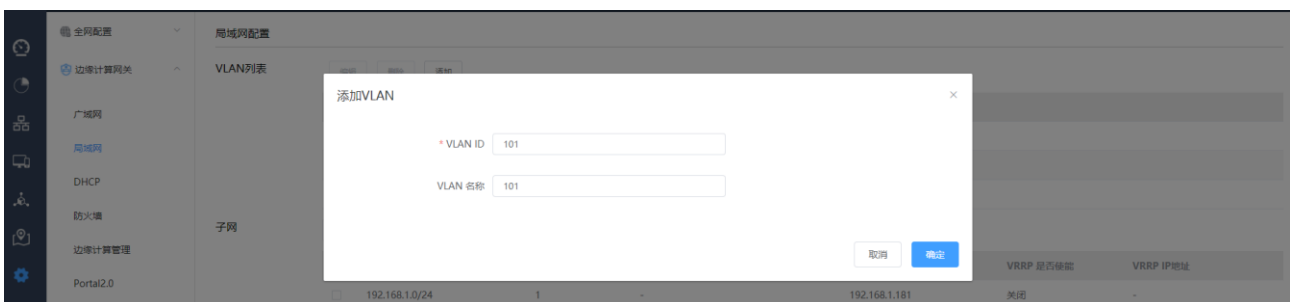 全网配置
局域网配置
边缘计算网关
VLAN列表
编辑 删除 添加
添加VLAN
广域网
* VLAN ID 101
局域网
DHCP
VLAN 名称 101
防火墙
子网
边缘计算管理
取消 确定
VRRP 是否使能 VRRP IP地址
Portal2.0
192.168.1.0/24 1 - 192.168.1.181 关闭 -